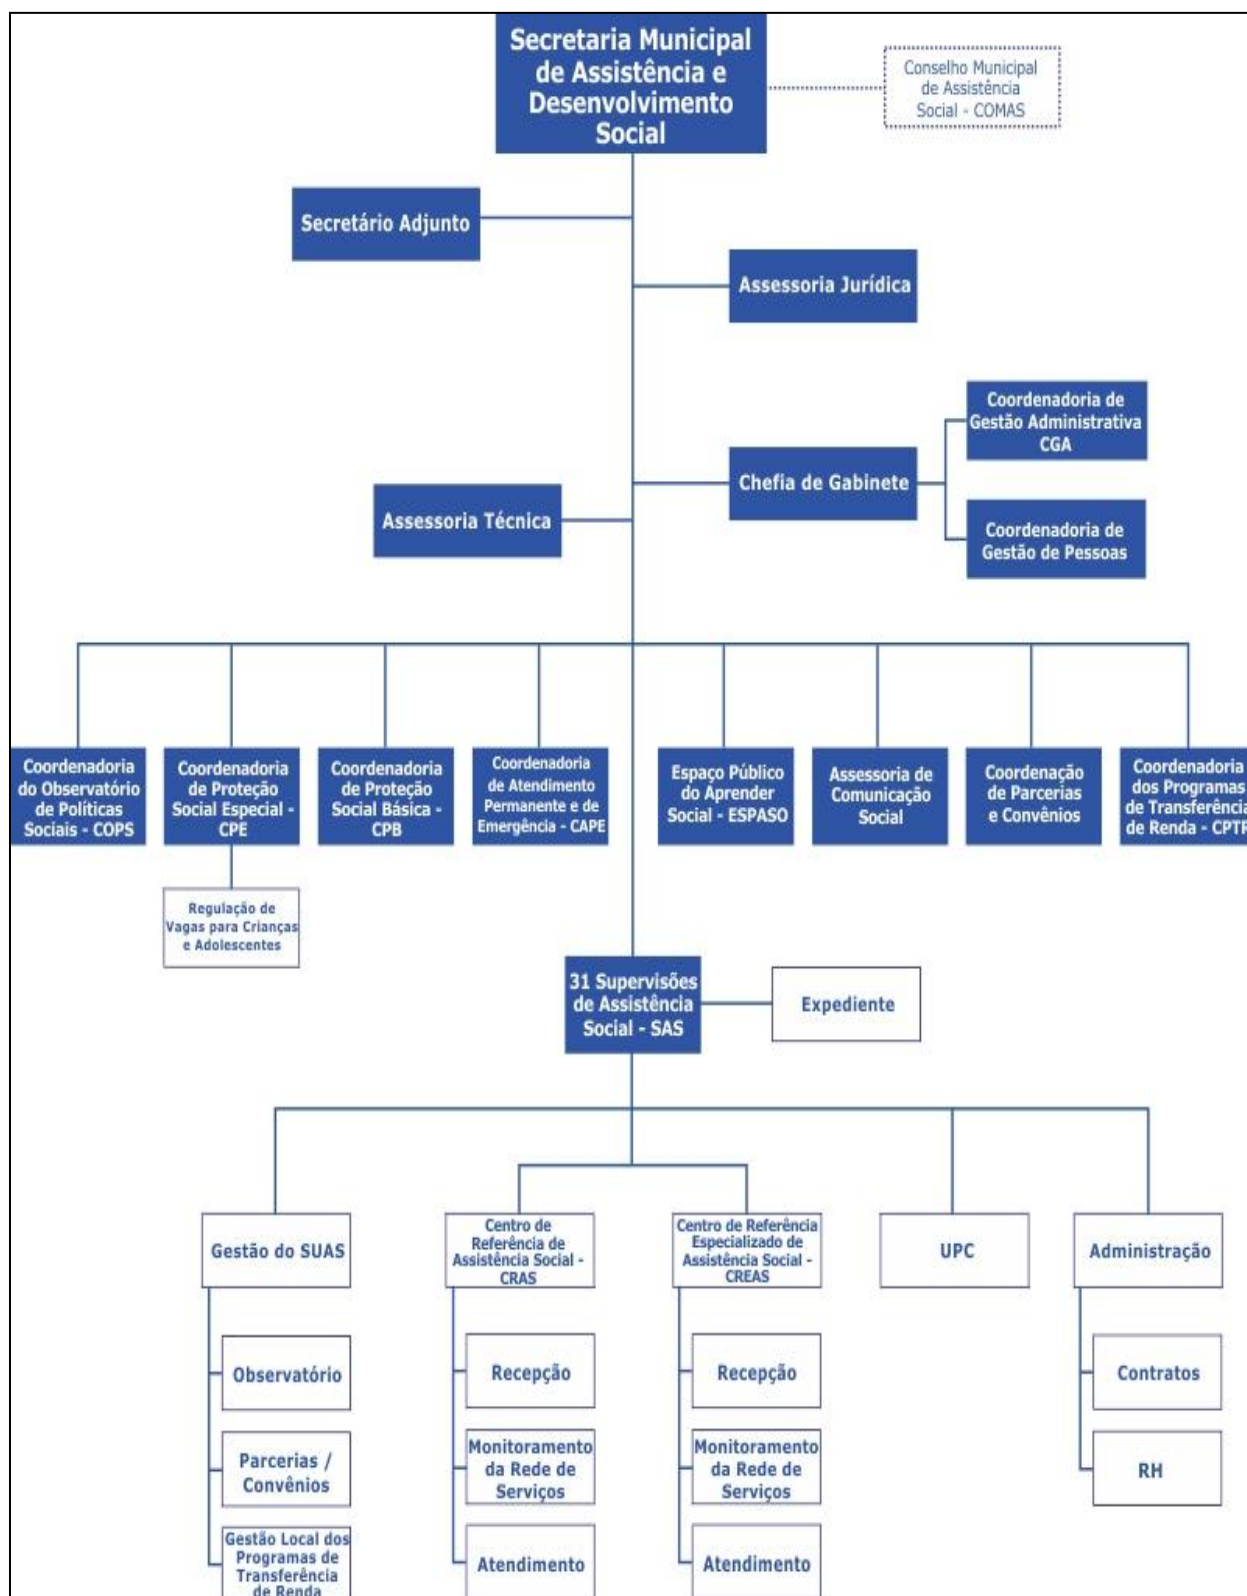 Secretaria Municipal
de Assistência e
Desenvolvimento
Social
Conselho Municipal
de Assistência
Social - COMAS
Secretário Adjunto
Assessoria Jurídica
Coordenadoria de
Gestão Administrativa
CGA
Chefia de Gabinete
Assessoria Técnica
Coordenadoria de
Gestão de Pessoas
Coordenadoria
do Observatório
de Políticas
Sociais - COPS
Coordenadoria
de Proteção
Social Especial -
CPE
Coordenadoria
de Proteção
Social Básica -
CPB
Coordenadoria
de Atendimento
Permanente e de
Emergência - CAPE
Espaço Público
do Aprender
Social - ESPASO
Assessoria de
Comunicação
Social
Coordenação
de Parcerias
e Convênios
Coordenadoria
dos Programas
de Transferência
de Renda - CPTR
Regulação de
Vagas para Crianças
e Adolescentes
31 Supervisões
de Assistência
Social - SAS
Expediente
Gestão do SUAS
Centro de
Referência de
Assistência Social -
CRAS
Centro de Referência
Especializado de
Assistência Social -
CREAS
UPC
Administração
Observatório
Recepção
Recepção
Contratos
Parcerias /
Convênios
Monitoramento
da Rede de
Serviços
Monitoramento
da Rede de
Serviços
RH
Gestão Local dos
Programas de
Transferência
de Renda
Atendimento
Atendimento